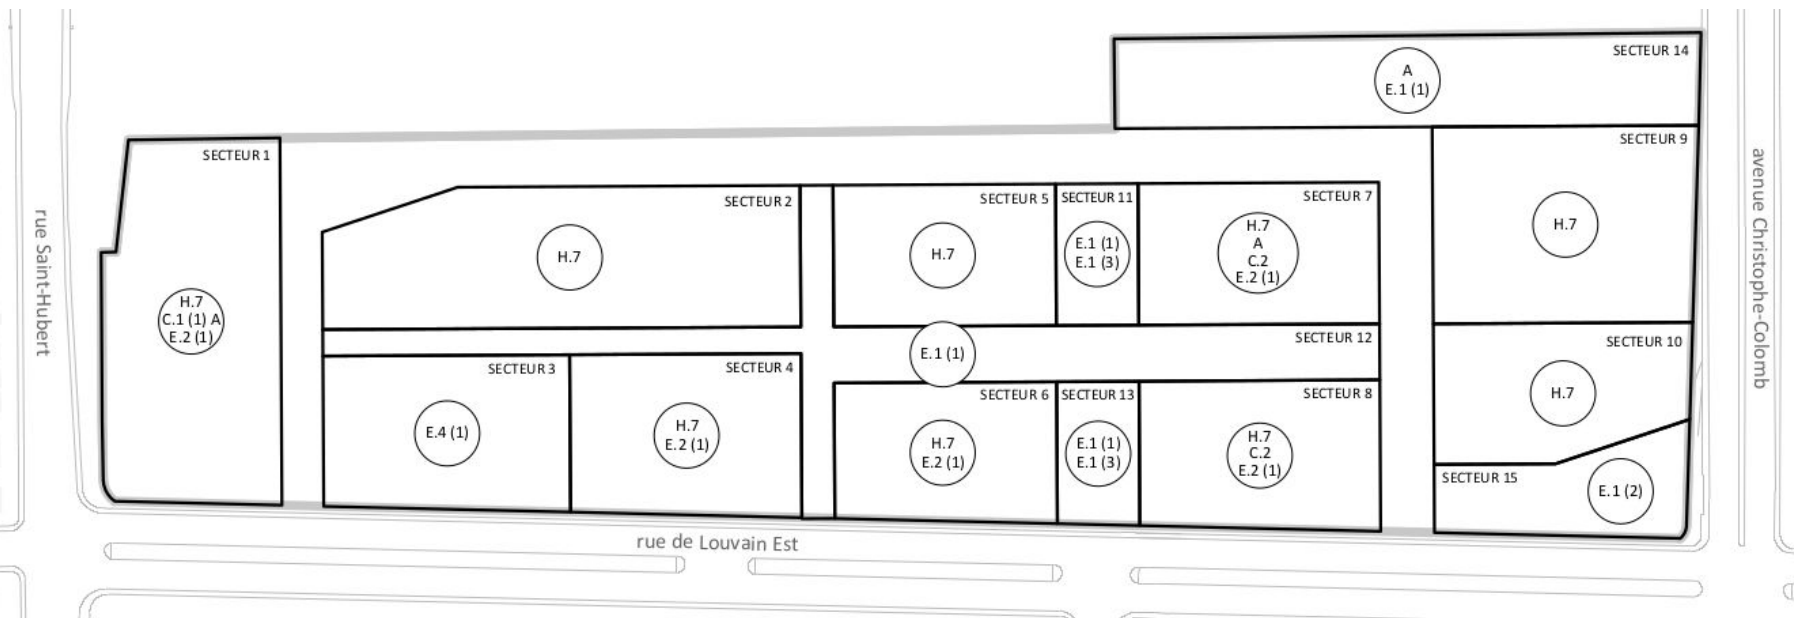 SECTEUR 14
A
E.1 (1)
SECTEUR 1
H.7
C.1 (1) A
E.2 (1)
SECTEUR 2
H.7
SECTEUR 5
H.7
SECTEUR 11
E.1 (1)
E.1 (3)
SECTEUR 7
H.7
A
C.2
E.2 (1)
SECTEUR 9
H.7
SECTEUR 12
E.1 (1)
SECTEUR 3
E.4 (1)
SECTEUR 4
H.7
E.2 (1)
SECTEUR 6
H.7
E.2 (1)
SECTEUR 13
E.1 (1)
E.1 (3)
SECTEUR 8
H.7
C.2
E.2 (1)
SECTEUR 10
H.7
SECTEUR 15
E.1 (2)
rue Saint-Hubert
rue de Louvain Est
avenue Christophe-Colomb